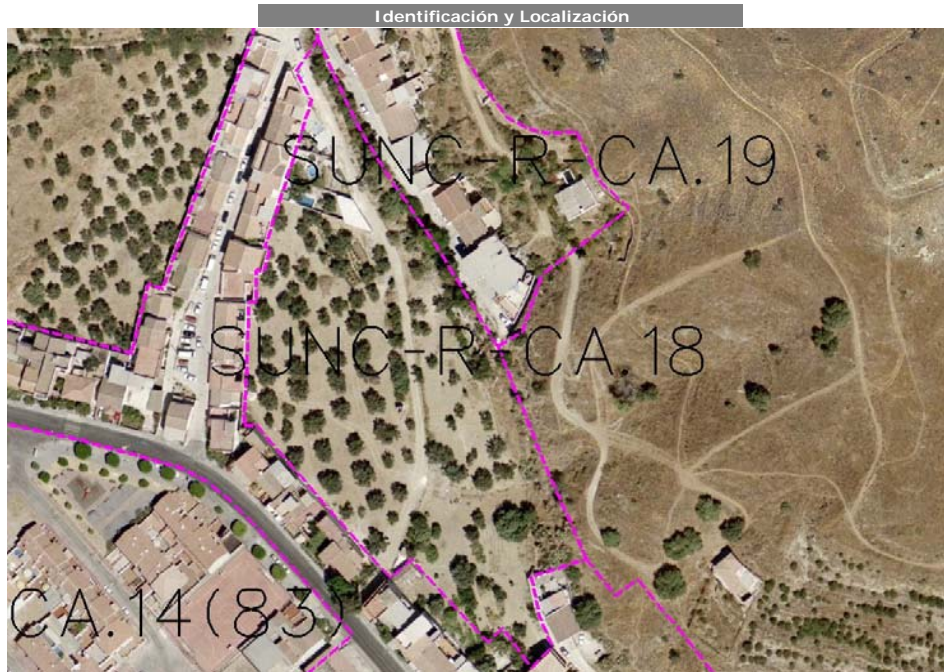 Identificación y Localización
SUNC-R-CA.19
SUNC-R-CA.18
CA.14(83)